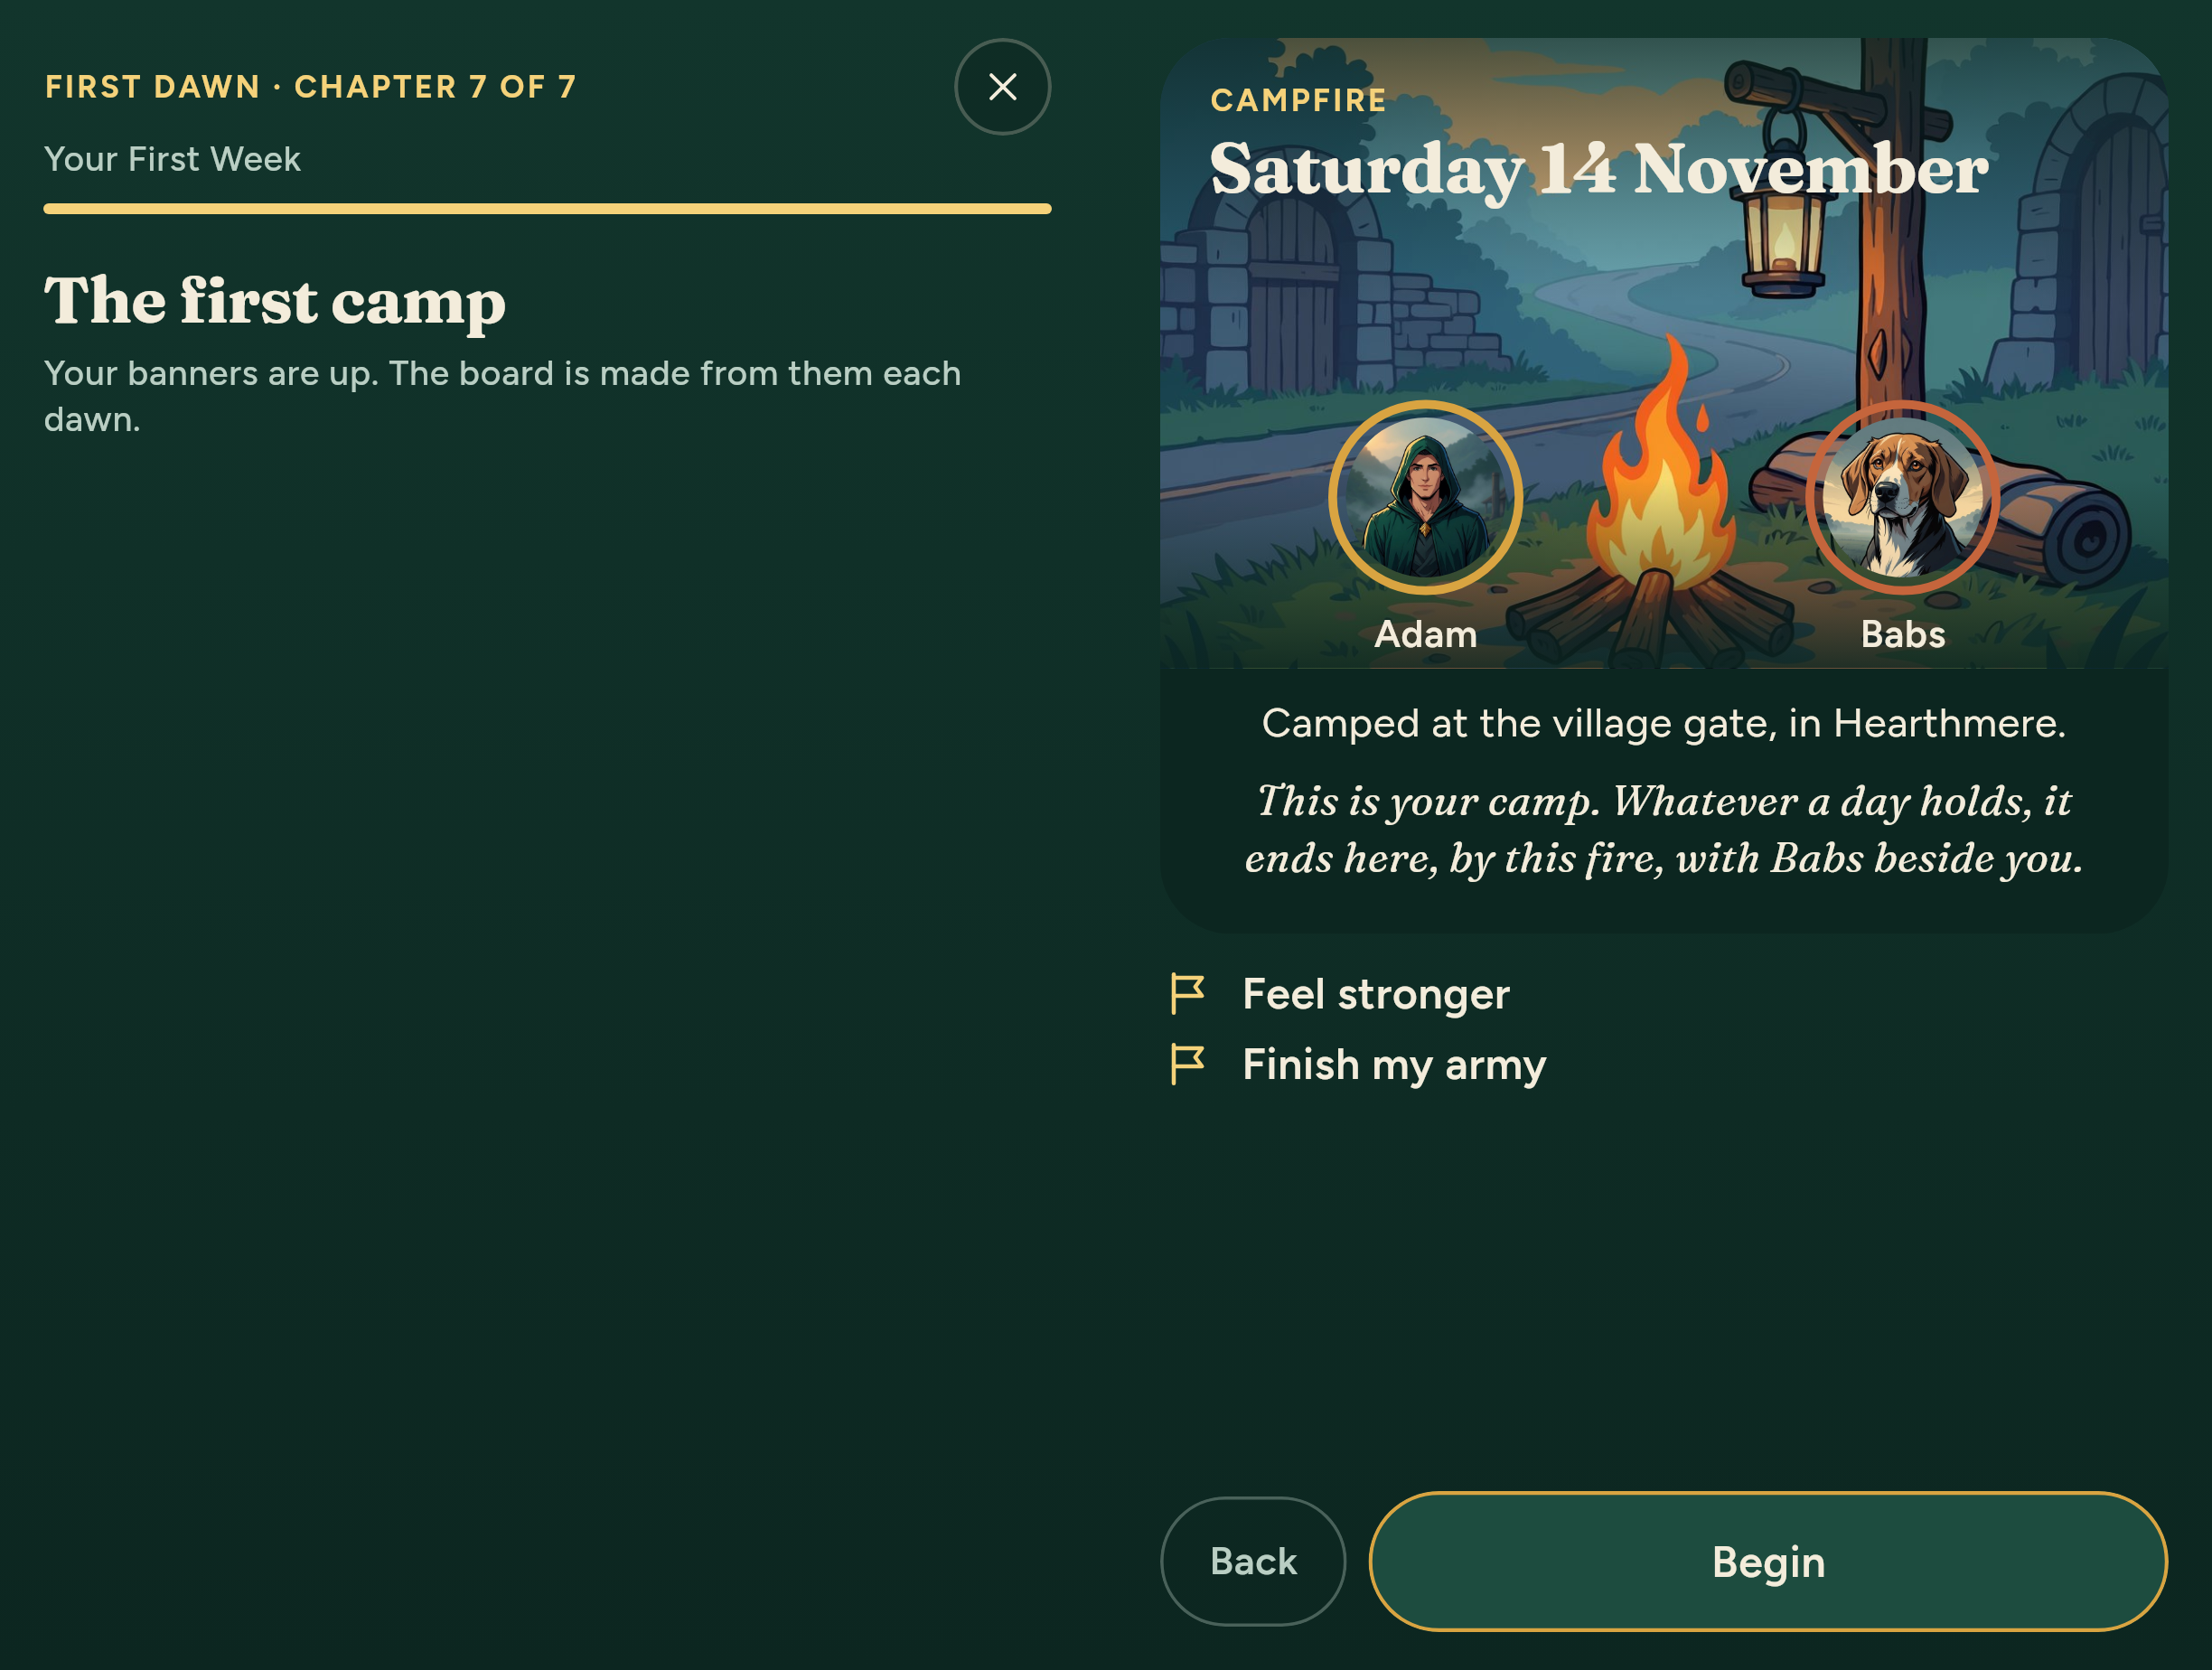 FIRST DAWN · CHAPTER 7 OF 7
Your First Week
The first camp
Your banners are up. The board is made from them each
dawn.
CAMPFIRE
Saturday 14 November
Adam
Babs
Camped at the village gate, in Hearthmere.
This is your camp. Whatever a day holds, it
ends here, by this fire, with Babs beside you.
Feel stronger
Finish my army
Back
Begin